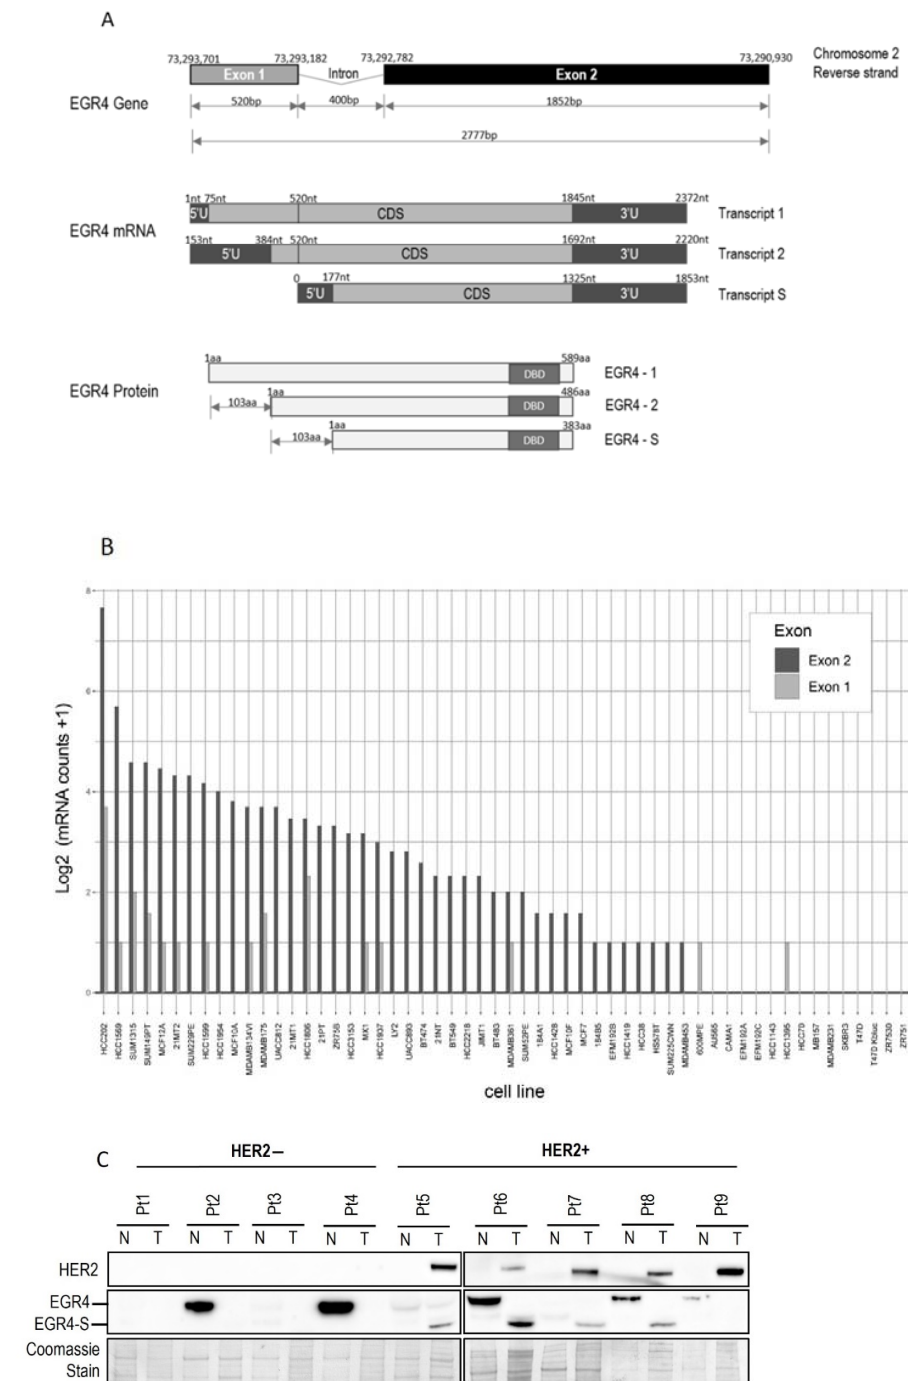 A
73,293,701 73,293,182 73,292,782 73,290,930 Chromosome 2
Exon 1 Intron Exon 2 Reverse strand
EGR4 Gene 520bp 400bp 1852bp
2777bp
1nt 75nt 520nt 1845nt 2372nt
5'U CDS 3'U Transcript 1
EGR4 mRNA
153nt 384nt 520nt 1692nt 2220nt
5'U CDS 3'U Transcript 2
0 177nt 1325nt 1853nt
5'U CDS 3'U Transcript S
1aa 589aa
DBD EGR4 - 1
EGR4 Protein
103aa 1aa 486aa
DBD EGR4 - 2
103aa 1aa 383aa
DBD EGR4 - S
B
8
6
4
2
0
Log2 (mRNA counts +1)
Exon
Exon 2
Exon 1
HCC202
HCC1569
SUM1315
SUM149PT
MCF12A
21MT2
SUM229PE
HCC1599
HCC1954
MCF10A
MDAMB134VI
MDAMB175
UACC812
21MT1
HCC1806
21PT
ZR75B
HCC3153
MX1
HCC1937
LY2
UACC893
BT474
21NT
BT549
HCC2218
JIMT1
BT483
MDAMB361
SUM52PE
184A1
HCC1428
MCF10F
MCF7
184B5
EFM192B
HCC1419
HCC38
HS578T
SUM225CWN
MDAMB453
600MPE
AU565
CAMA1
EFM192A
EFM192C
HCC1143
HCC1395
HCC70
MB157
MDAMB231
SKBR3
T47D
T47D Kbluc
ZR7530
ZR751
cell line
C
HER2– HER2+
Pt1 Pt2 Pt3 Pt4 Pt5 Pt6 Pt7 Pt8 Pt9
N T N T N T N T N T N T N T N T N T
HER2
EGR4
EGR4-S
Coomassie
Stain